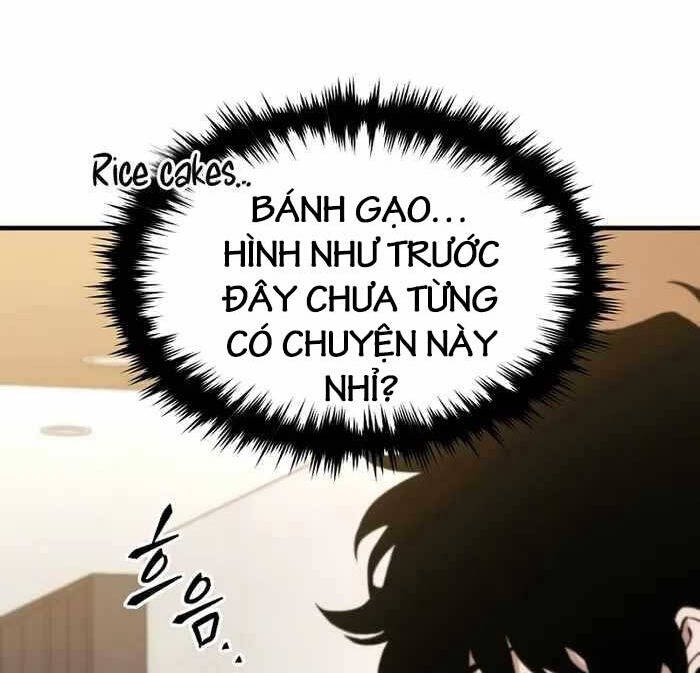 Rice cakes...
BÁNH GẠO...
HÌNH NHƯ TRƯỚC
ĐÂY CHƯA TỪNG
CÓ CHUYỆN NÀY
NHỈ?
흐음..